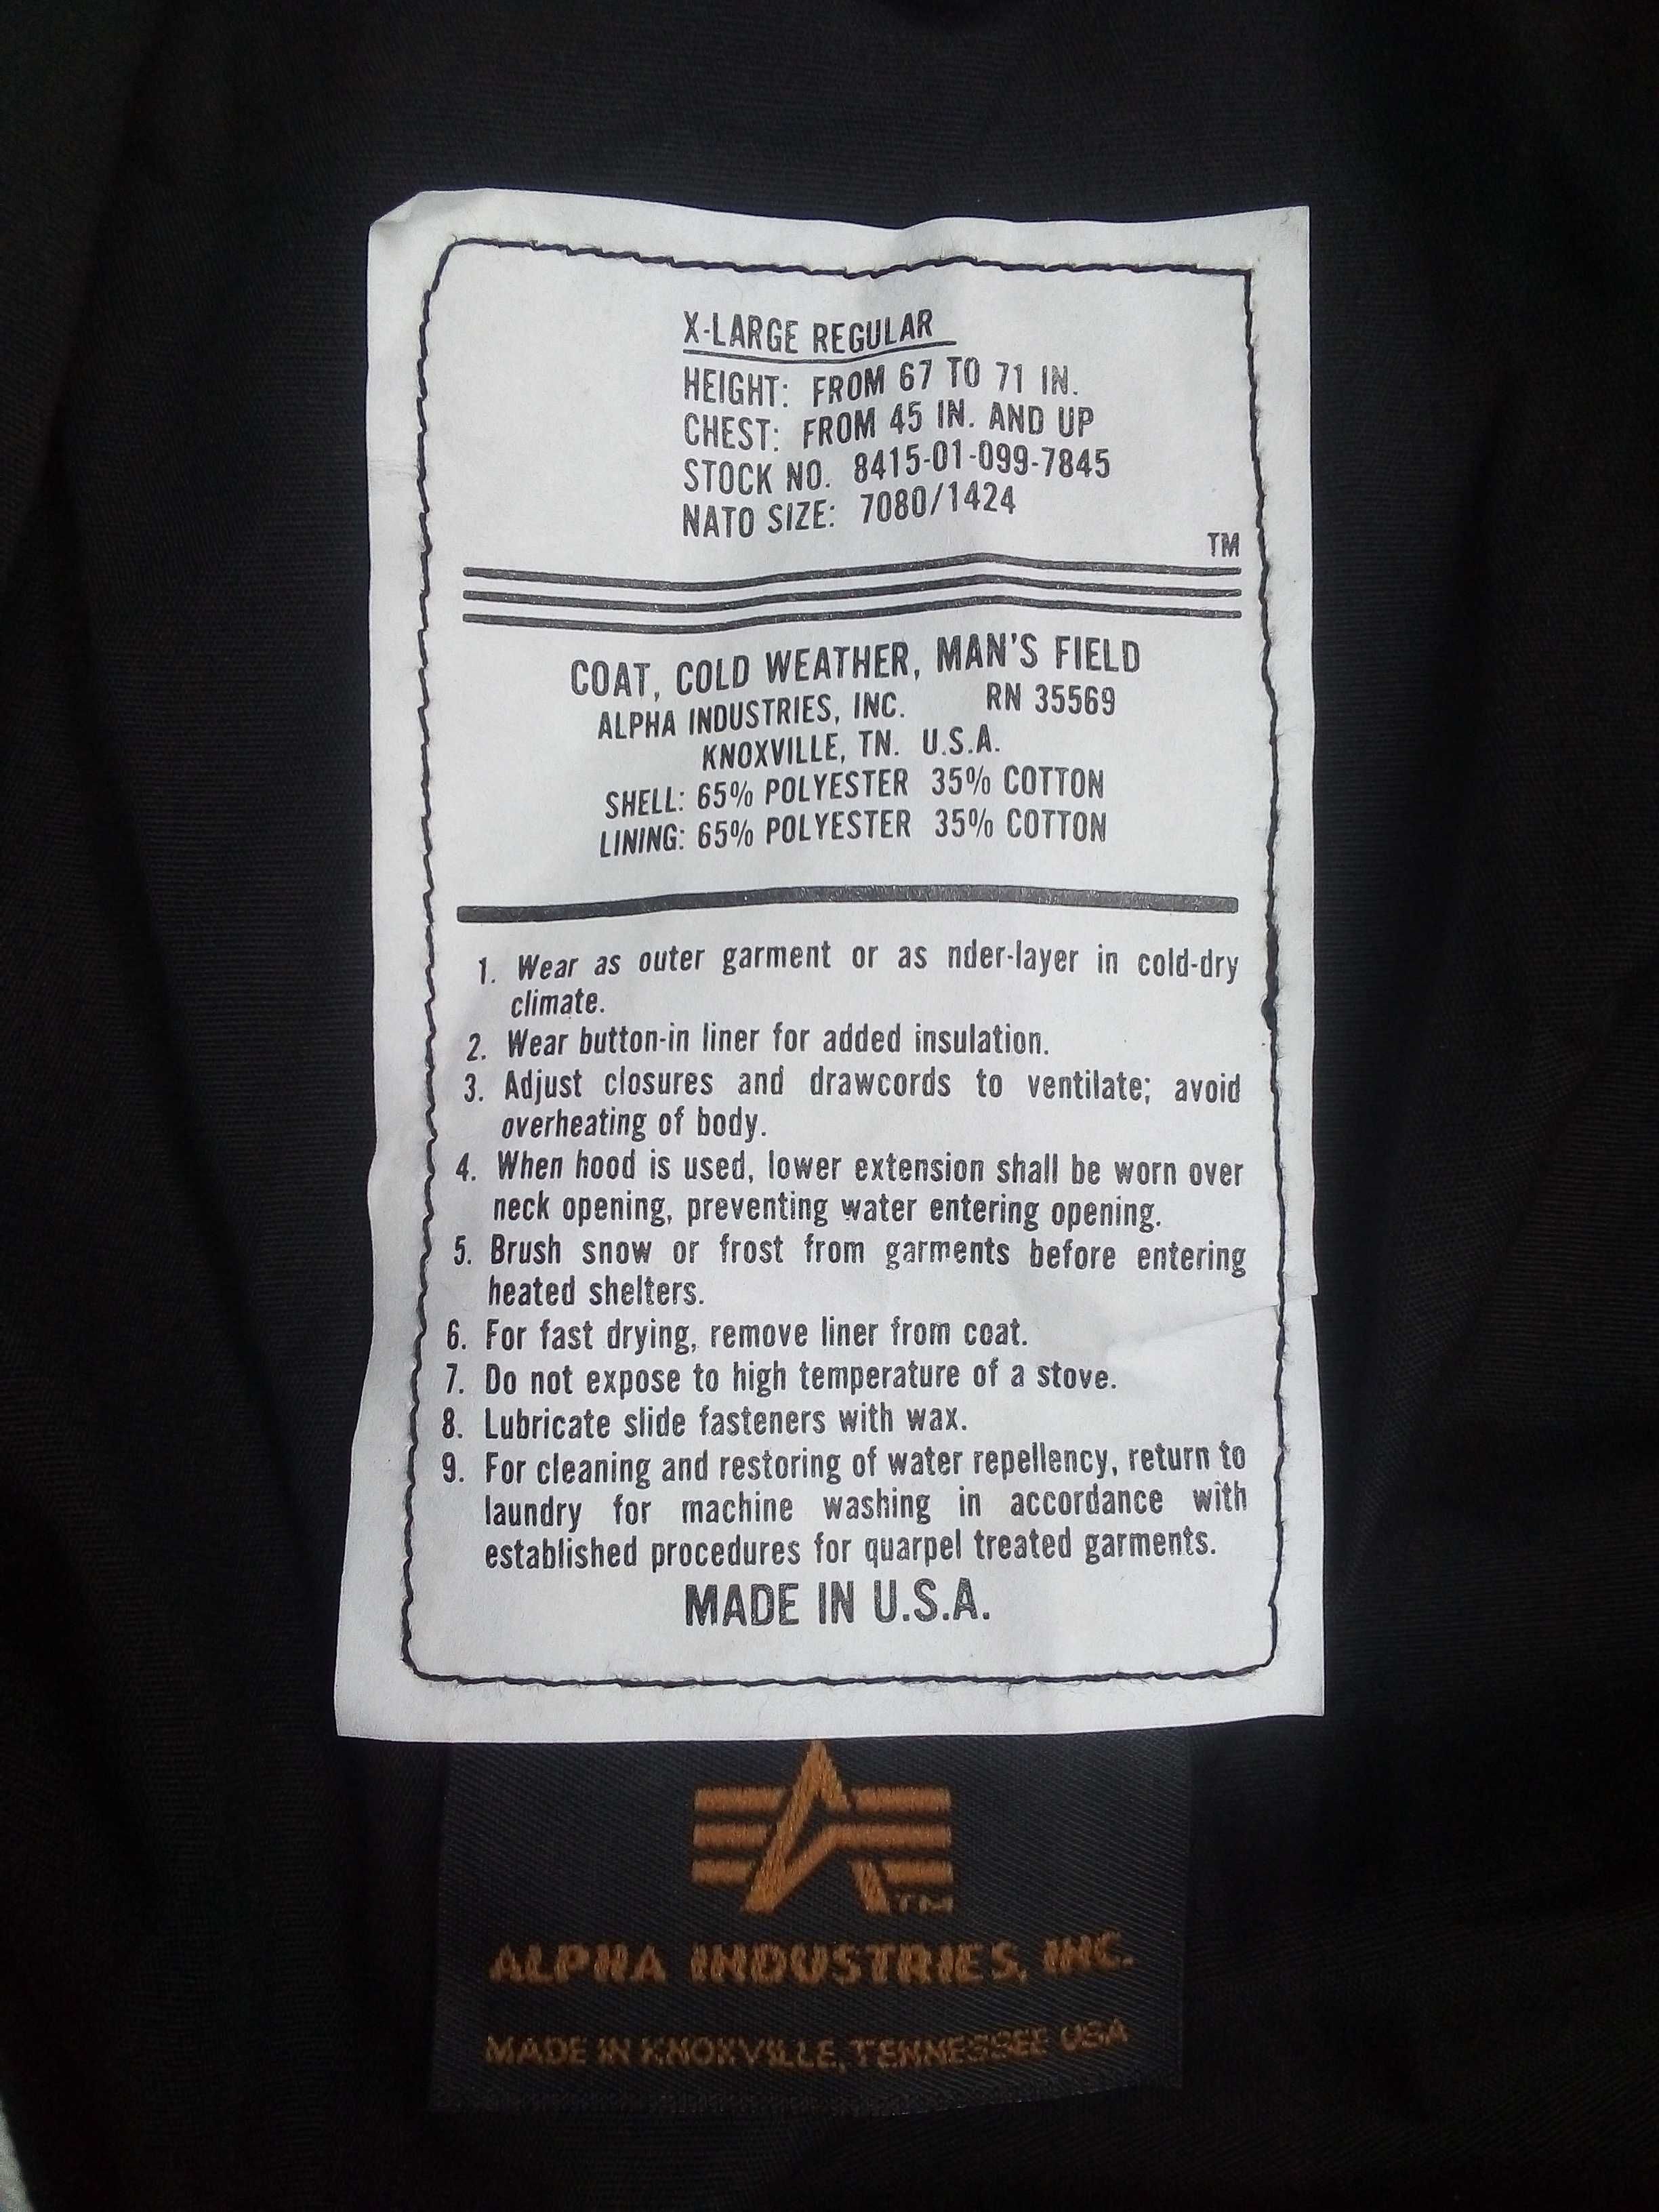 X-LARGE REGULAR
HEIGHT: FROM 67 TO 71 IN.
CHEST: FROM 45 IN. AND UP
STOCK NO. 8415-01-099-7845
NATO SIZE: 7080/1424
TM
COAT, COLD WEATHER, MAN'S FIELD
ALPHA INDUSTRIES, INC. RN 35569
KNOXVILLE, TN. U.S.A.
SHELL: 65% POLYESTER 35% COTTON
LINING: 65% POLYESTER 35% COTTON
1. Wear as outer garment or as nder-layer in cold-dry
climate.
2. Wear button-in liner for added insulation.
3. Adjust closures and drawcords to ventilate; avoid
overheating of body.
4. When hood is used, lower extension shall be worn over
neck opening, preventing water entering opening.
5. Brush snow or frost from garments before entering
heated shelters.
6. For fast drying, remove liner from coat.
7. Do not expose to high temperature of a stove.
8. Lubricate slide fasteners with wax.
9. For cleaning and restoring of water repellency, return to
laundry for machine washing in accordance with
established procedures for quarpel treated garments.
MADE IN U.S.A.
TM
ALPHA INDUSTRIES, INC.
MADE IN KNOXVILLE, TENNESSEE USA